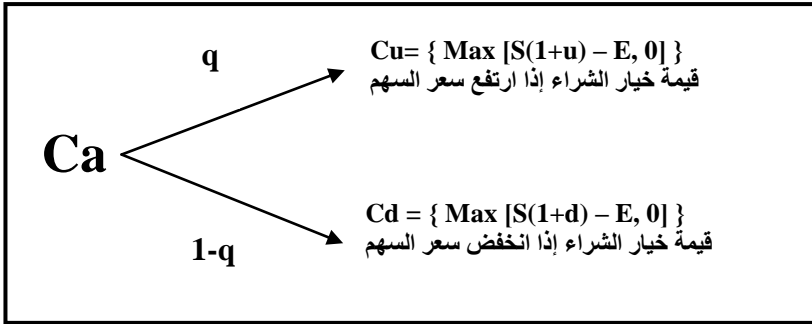 q
Cu= { Max [S(1+u) – E, 0] }
قيمة خيار الشراء إذا ارتفع سعر السهم
Ca
Cd = { Max [S(1+d) – E, 0] }
قيمة خيار الشراء إذا انخفض سعر السهم
1-q